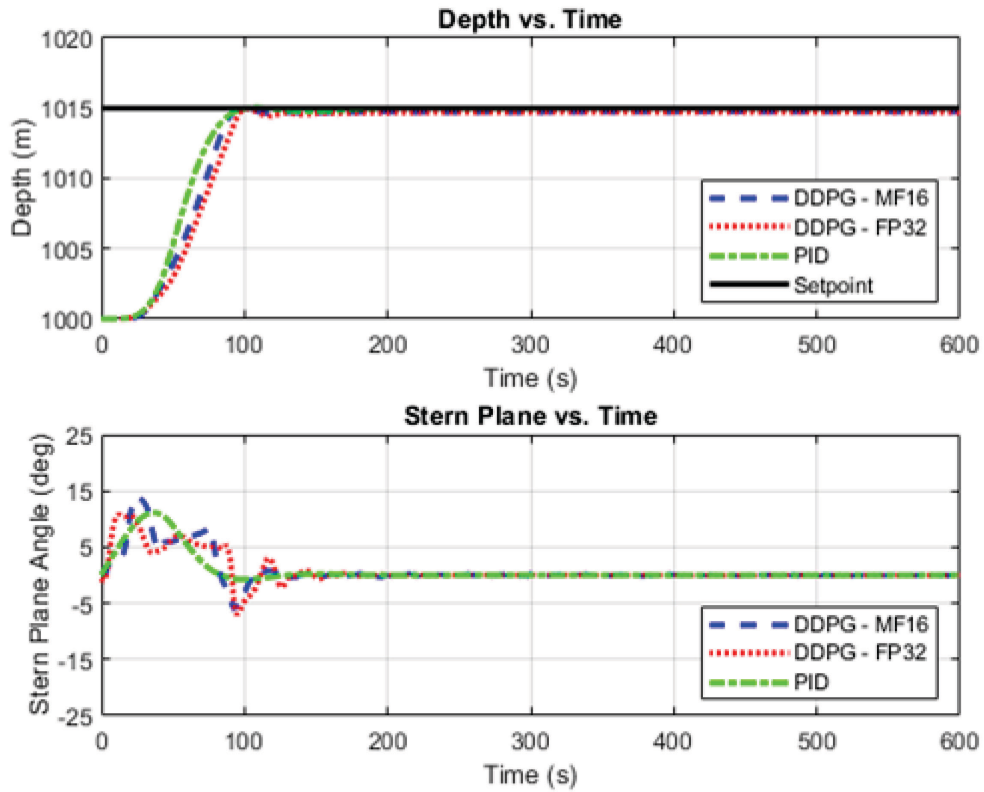 Depth vs. Time
1020
1015
1010
1005
1000
Depth (m)
0 100 200 300 400 500 600
Time (s)
DDPG - MF16
DDPG - FP32
PID
Setpoint
Stern Plane vs. Time
25
15
5
-5
-15
-25
Stern Plane Angle (deg)
0 100 200 300 400 500 600
Time (s)
DDPG - MF16
DDPG - FP32
PID